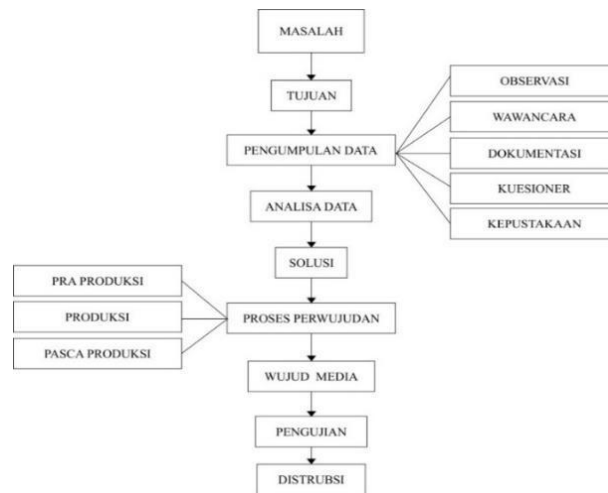 MASALAH
TUJUAN
PENGUMPULAN DATA
OBSERVASI
WAWANCARA
DOKUMENTASI
KUESIONER
KEPUSTAKAAN
ANALISA DATA
SOLUSI
PROSES PERWUJUDAN
PRA PRODUKSI
PRODUKSI
PASCA PRODUKSI
WUJUD MEDIA
PENGUJIAN
DISTRUBSI